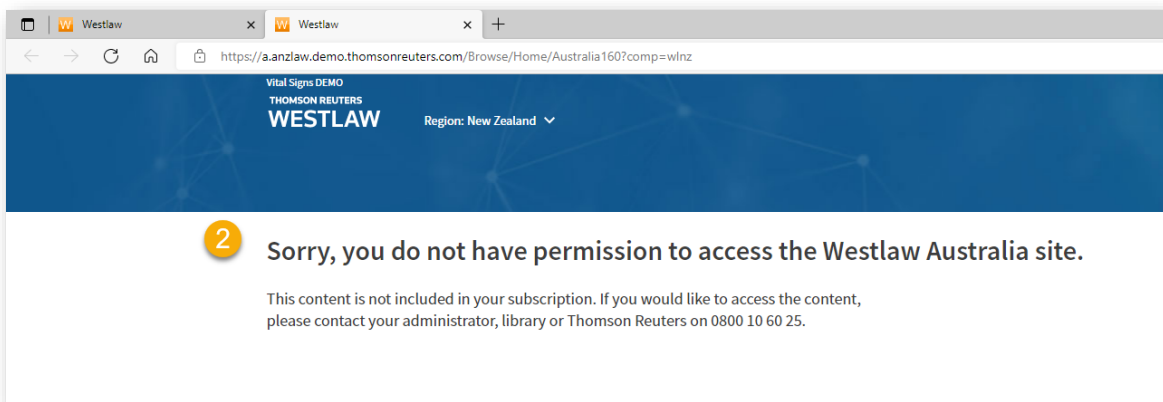 Westlaw
Westlaw
https://a.anzlaw.demo.thomsonreuters.com/Browse/Home/Australia160?comp=wlnz
Vital Signs DEMO
THOMSON REUTERS
WESTLAW
Region: New Zealand
2
Sorry, you do not have permission to access the Westlaw Australia site.
This content is not included in your subscription. If you would like to access the content,
please contact your administrator, library or Thomson Reuters on 0800 10 60 25.